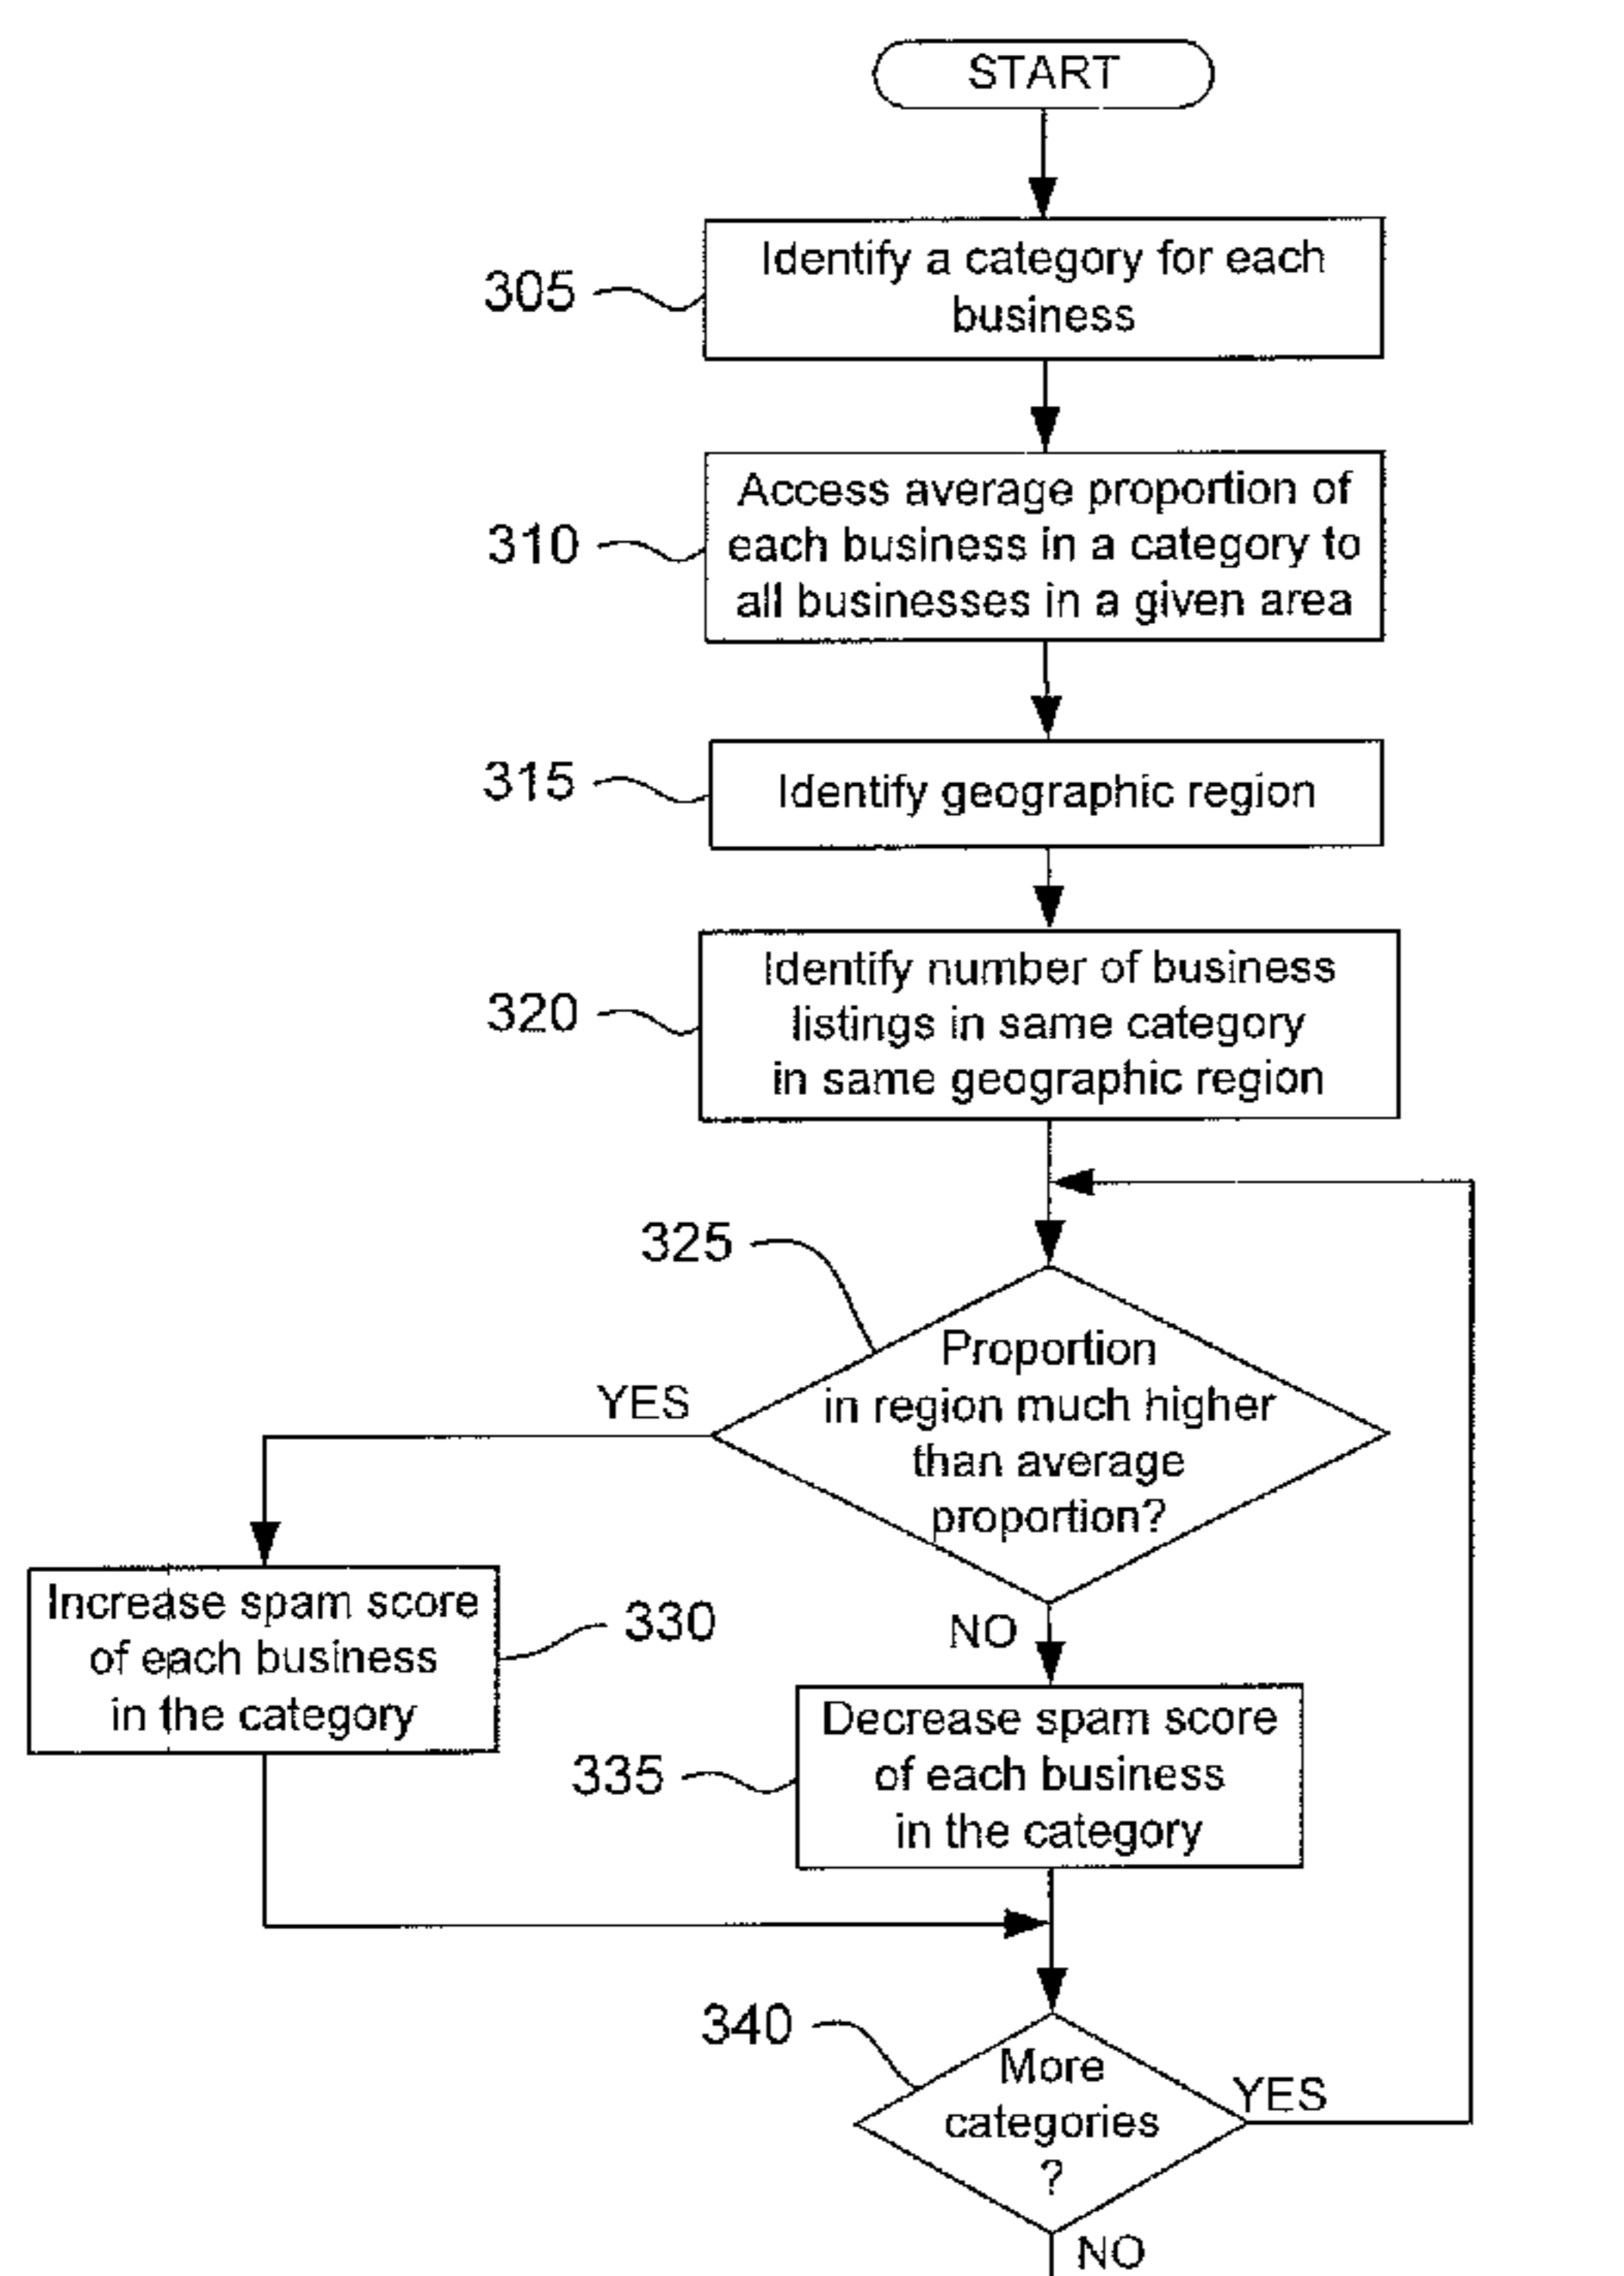 START
305
Identify a category for each
business
310
Access average proportion of
each business in a category to
all businesses in a given area
315
Identify geographic region
320
Identify number of business
listings in same category
in same geographic region
325
Proportion
in region much higher
than average
proportion?
YES
NO
Increase spam score
of each business
in the category
330
335
Decrease spam score
of each business
in the category
340
More
categories
?
YES
NO